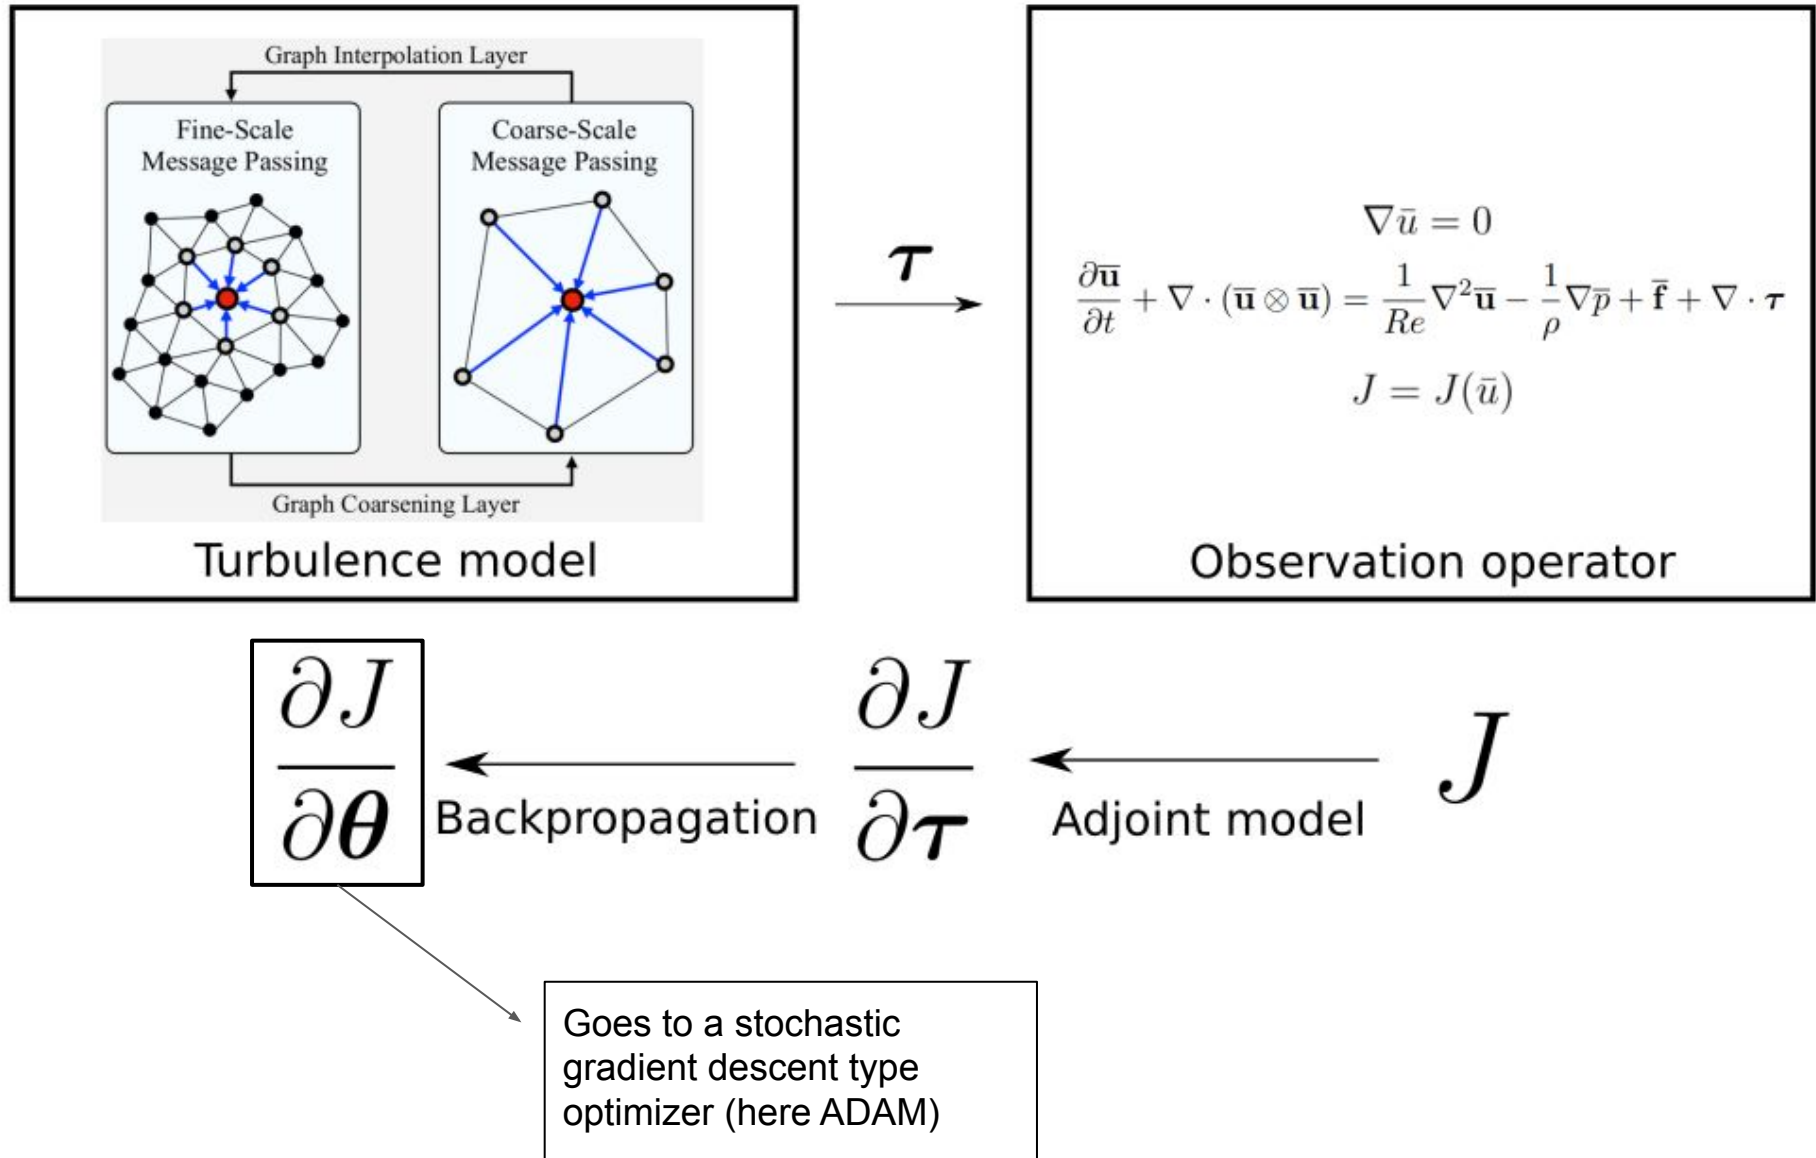 Graph Interpolation Layer
Fine-Scale
Message Passing
Coarse-Scale
Message Passing
Graph Coarsening Layer
Turbulence model
𝝉
∇ū = 0
∂𝐮̄/∂t + ∇ · (𝐮̄ ⊗ 𝐮̄) = 1/Re ∇²𝐮̄ − 1/ρ ∇p̄ + 𝐟̄ + ∇ · 𝝉
J = J(ū)
Observation operator
∂J/∂𝜽
Backpropagation
∂J/∂𝝉
Adjoint model
J
Goes to a stochastic
gradient descent type
optimizer (here ADAM)